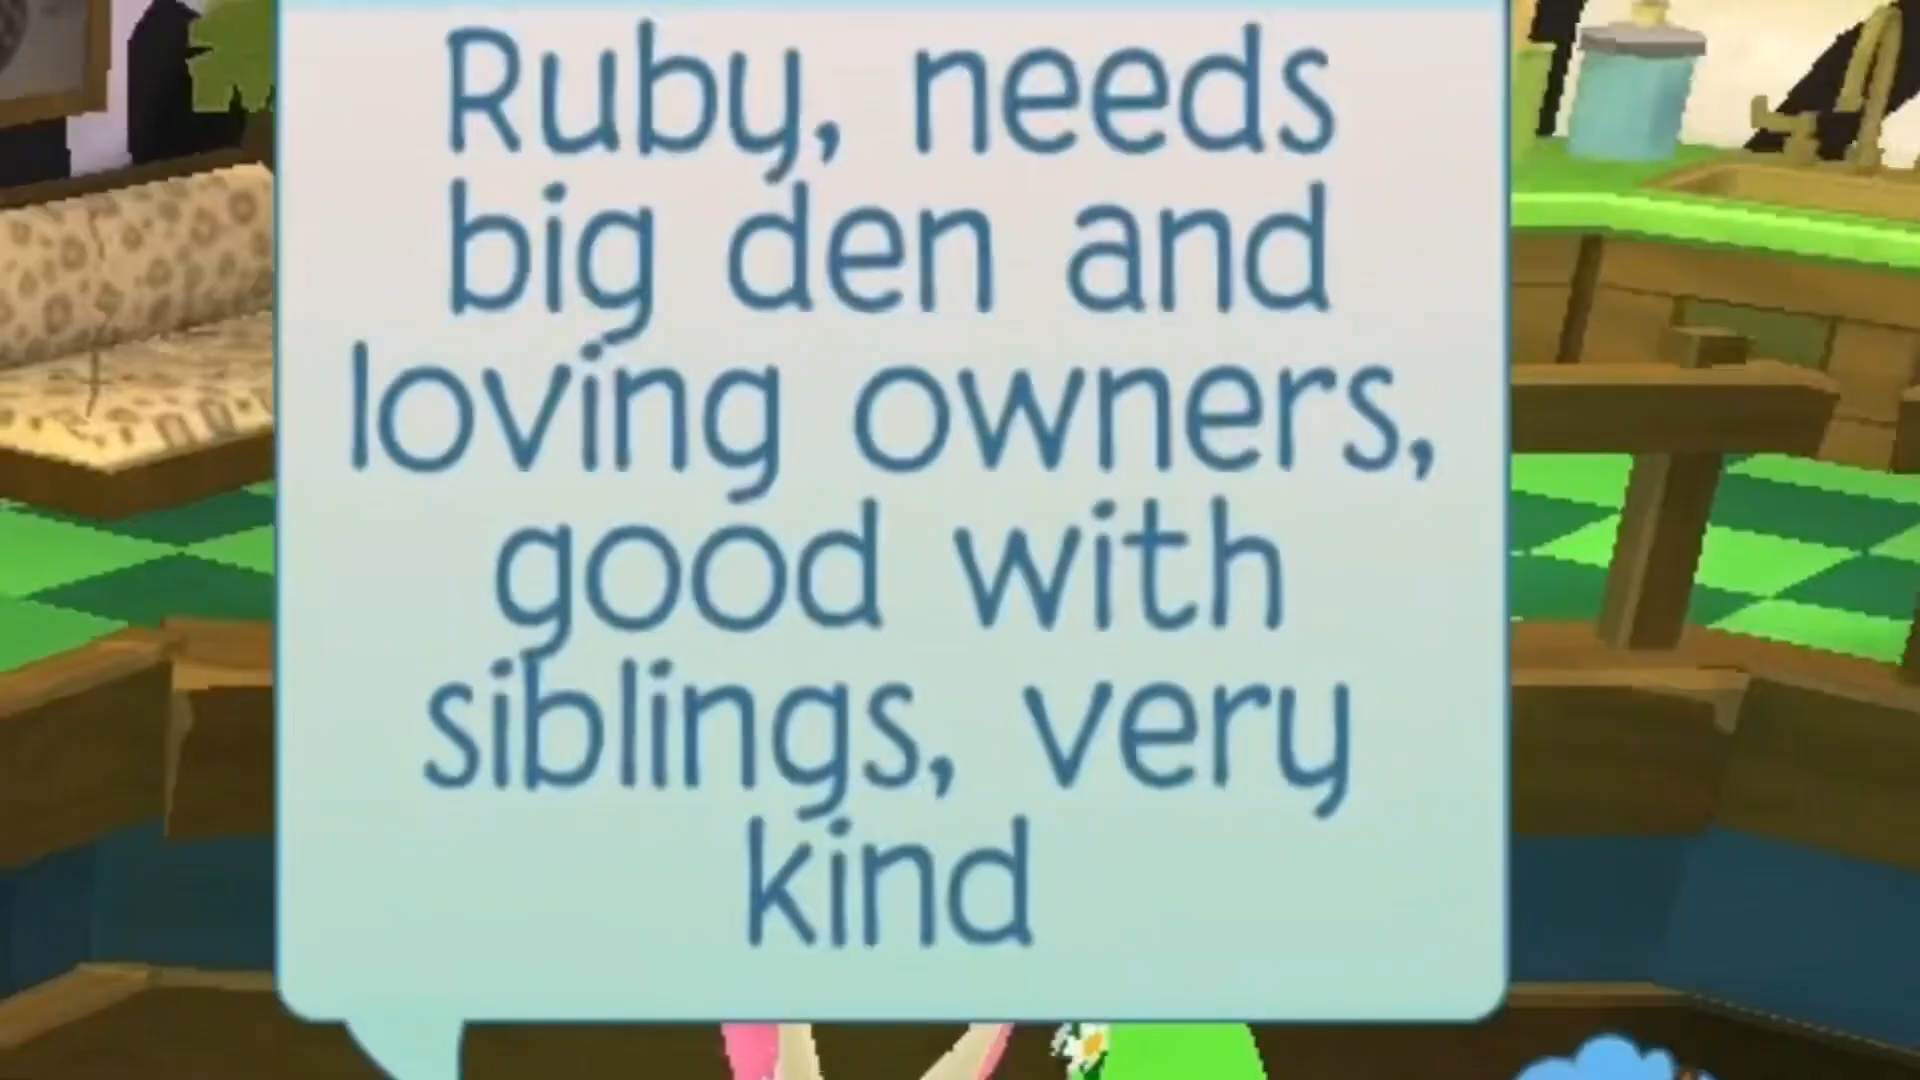 Ruby, needs
big den and
loving owners,
good with
siblings, very
kind